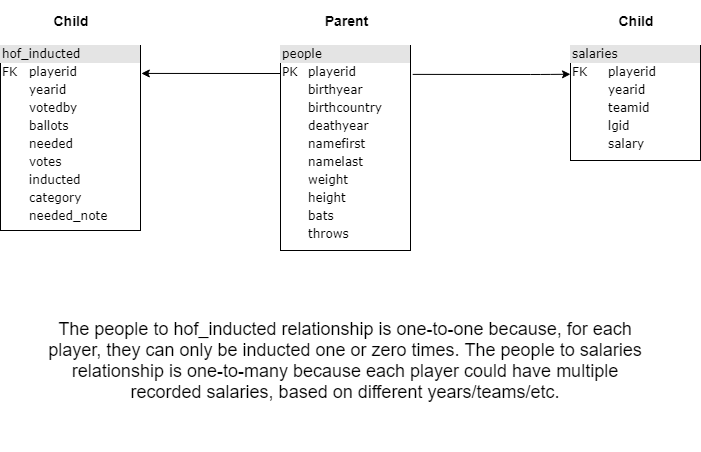 Child
Parent
Child
hof_inducted
FK playerid
yearid
votedby
ballots
needed
votes
inducted
category
needed_note
people
PK playerid
birthyear
birthcountry
deathyear
namefirst
namelast
weight
height
bats
throws
salaries
FK playerid
yearid
teamid
lgid
salary
The people to hof_inducted relationship is one-to-one because, for each
player, they can only be inducted one or zero times. The people to salaries
relationship is one-to-many because each player could have multiple
recorded salaries, based on different years/teams/etc.